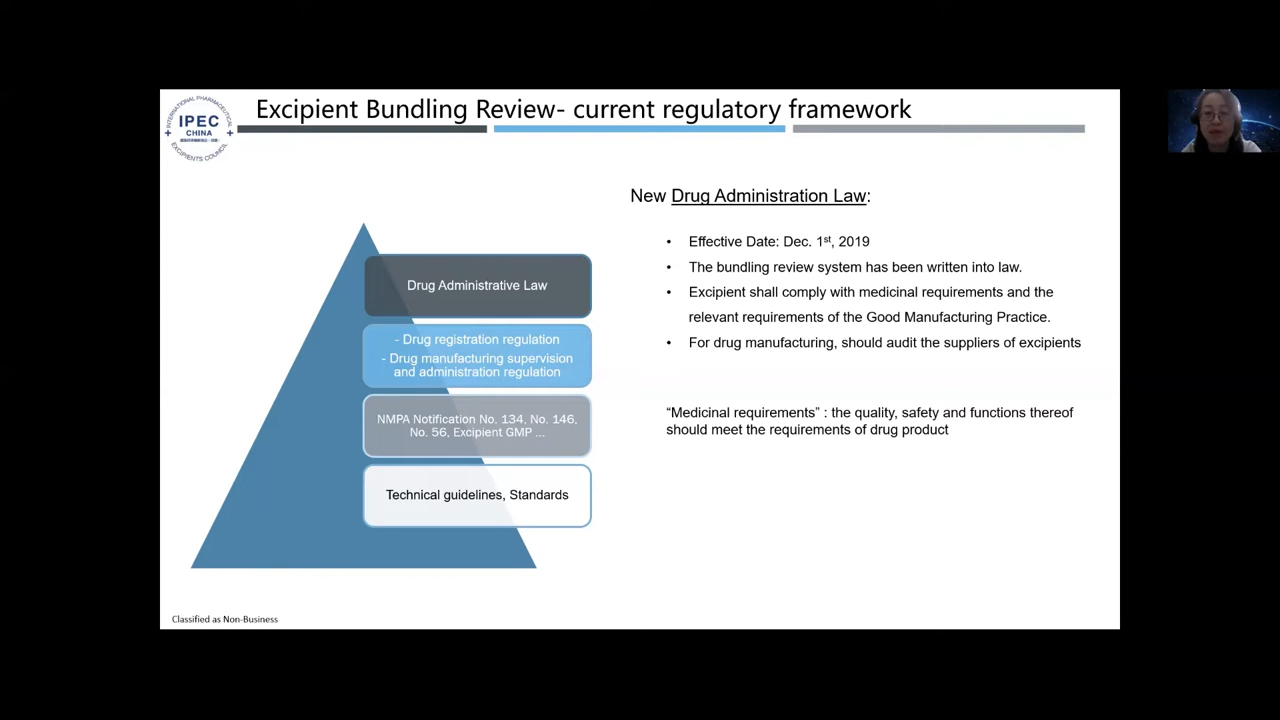 INTERNATIONAL PHARMACEUTICAL
IPEC
CHINA
EXCIPIENTS COUNCIL
Excipient Bundling Review- current regulatory framework
Drug Administrative Law
- Drug registration regulation
- Drug manufacturing supervision
and administration regulation
NMPA Notification No. 134, No. 146,
No. 56, Excipient GMP ...
Technical guidelines, Standards
New Drug Administration Law:
• Effective Date: Dec. 1st, 2019
• The bundling review system has been written into law.
• Excipient shall comply with medicinal requirements and the
relevant requirements of the Good Manufacturing Practice.
• For drug manufacturing, should audit the suppliers of excipients
“Medicinal requirements” : the quality, safety and functions thereof
should meet the requirements of drug product
Classified as Non-Business